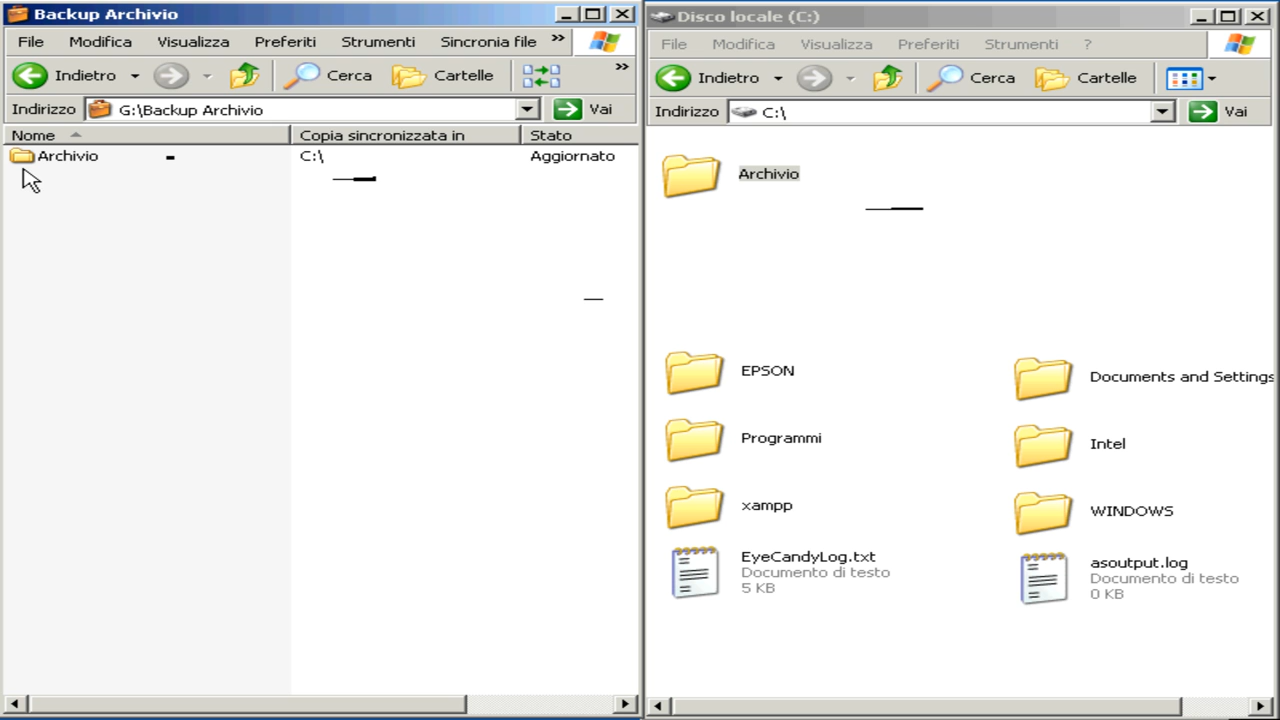 Backup Archivio
File Modifica Visualizza Preferiti Strumenti Sincronia file »
Indietro Cerca Cartelle »
Indirizzo G:\Backup Archivio Vai
Nome Copia sincronizzata in Stato
Archivio C:\ Aggiornato
Disco locale (C:)
File Modifica Visualizza Preferiti Strumenti ?
Indietro Cerca Cartelle
Indirizzo C:\ Vai
Archivio
EPSON
Documents and Settings
Programmi
Intel
xampp
WINDOWS
EyeCandyLog.txt
Documento di testo
5 KB
asoutput.log
Documento di testo
0 KB